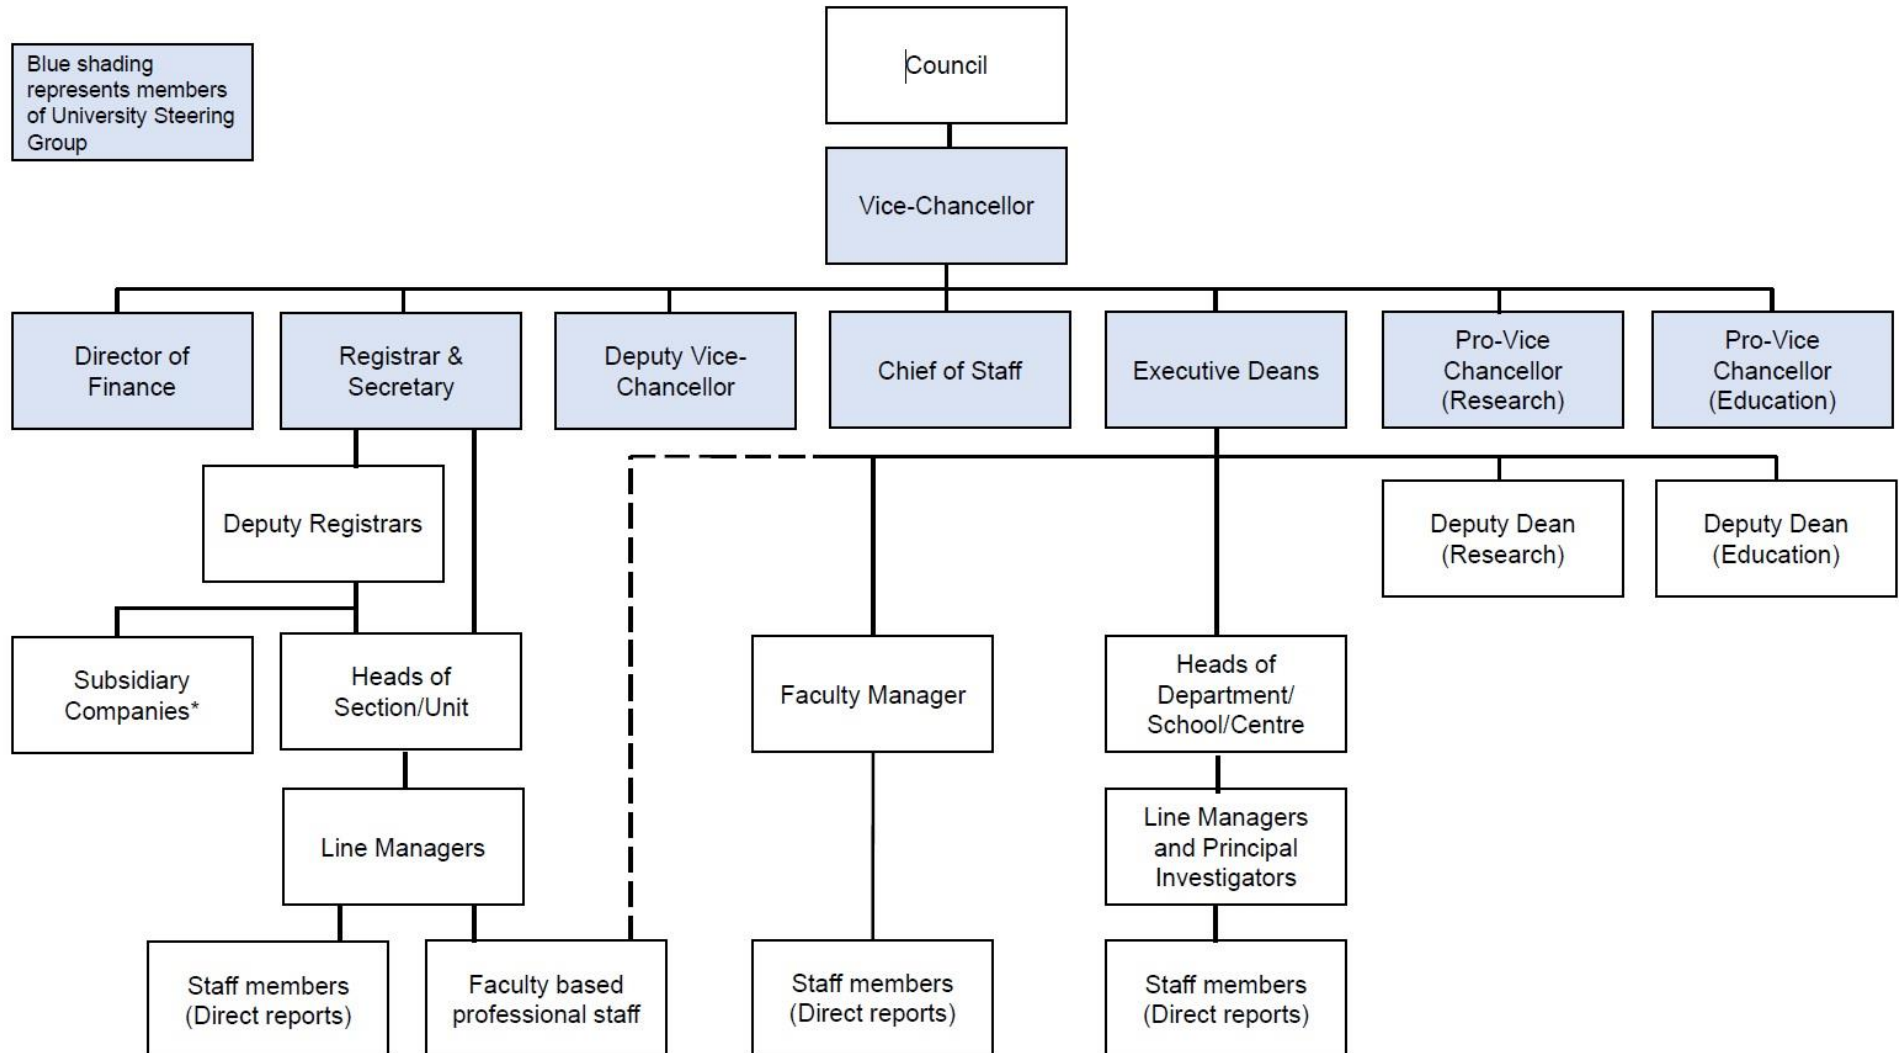 Blue shading
represents members
of University Steering
Group
Council
Vice-Chancellor
Director of
Finance
Registrar &
Secretary
Deputy Vice-
Chancellor
Chief of Staff
Executive Deans
Pro-Vice
Chancellor
(Research)
Pro-Vice
Chancellor
(Education)
Deputy Registrars
Deputy Dean
(Research)
Deputy Dean
(Education)
Subsidiary
Companies*
Heads of
Section/Unit
Faculty Manager
Heads of
Department/
School/Centre
Line Managers
Line Managers
and Principal
Investigators
Staff members
(Direct reports)
Faculty based
professional staff
Staff members
(Direct reports)
Staff members
(Direct reports)